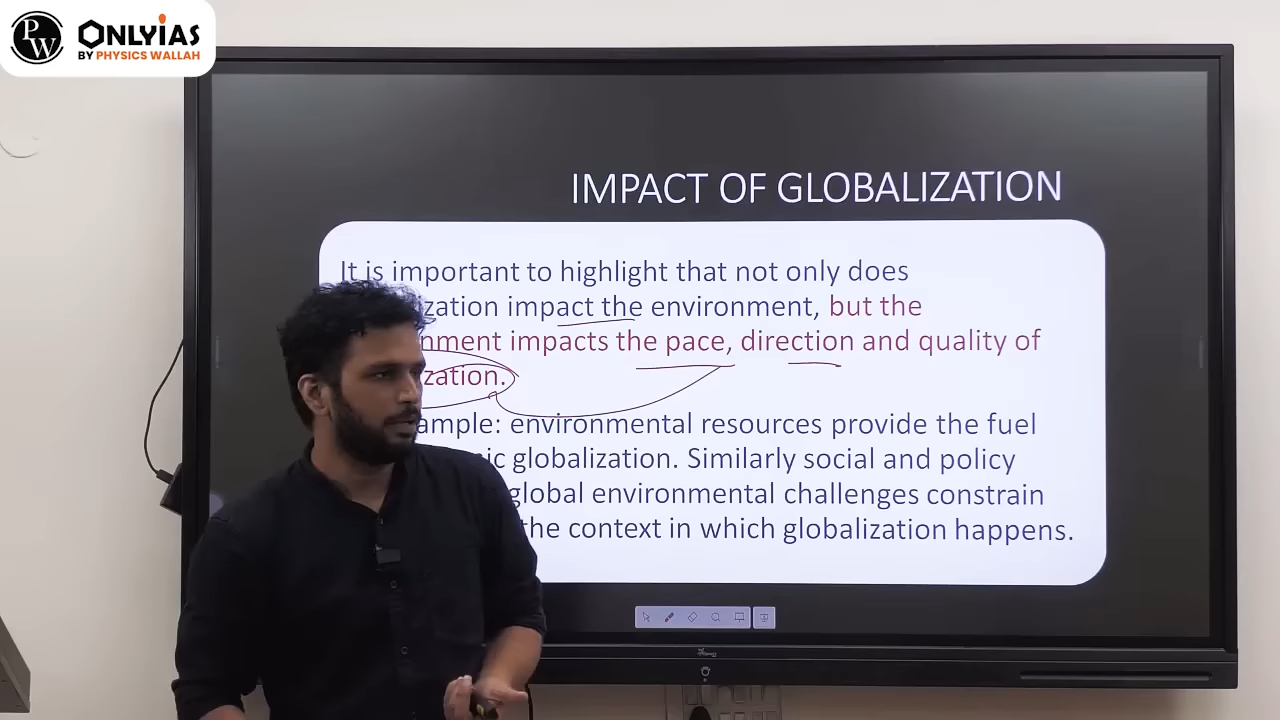 PW
ONLYIAS
BY PHYSICS WALLAH
IMPACT OF GLOBALIZATION
It is important to highlight that not only does
ization impact the environment, but the
nment impacts the pace, direction and quality of
zation.
ample: environmental resources provide the fuel
ic globalization. Similarly social and policy
global environmental challenges constrain
the context in which globalization happens.